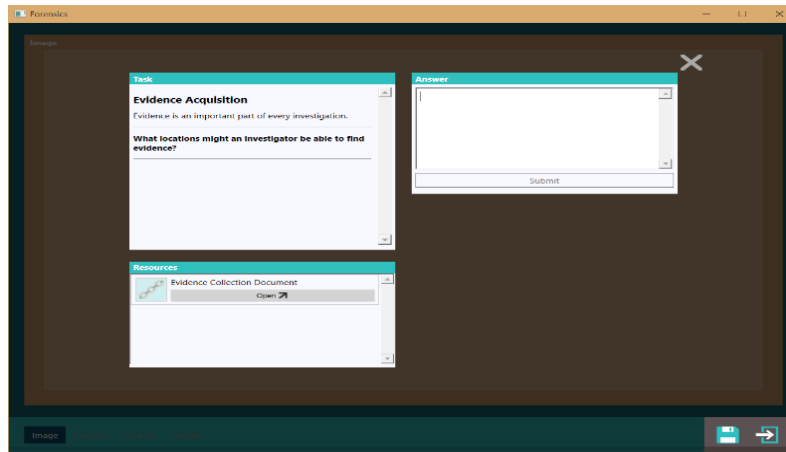 Forensics
Image
Task
Evidence Acquisition
Evidence is an important part of every investigation.
What locations might an investigator be able to find
evidence?
Answer
Submit
Resources
Evidence Collection Document
Open
Image